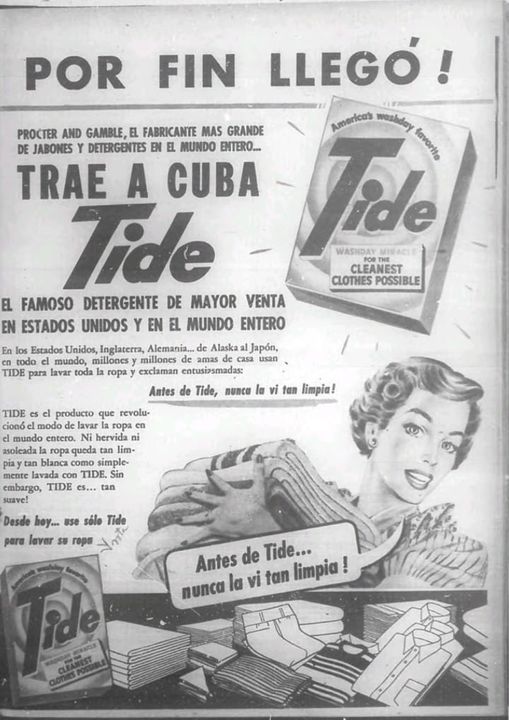 POR FIN LLEGÓ!
PROCTER AND GAMBLE, EL FABRICANTE MAS GRANDE
DE JABONES Y DETERGENTES EN EL MUNDO ENTERO...
TRAE A CUBA
Tide
EL FAMOSO DETERGENTE DE MAYOR VENTA
EN ESTADOS UNIDOS Y EN EL MUNDO ENTERO
America's washday favorite
Tide
WASHDAY MIRACLE
FOR THE
CLEANEST
CLOTHES POSSIBLE
En los Estados Unidos, Inglaterra, Alemania... de Alaska al Japón,
en todo el mundo, millones y millones de amas de casa usan
TIDE para lavar toda la ropa y exclaman entusiasmadas:
Antes de Tide, nunca la vi tan limpia!
TIDE es el producto que revolu-
cionó el modo de lavar la ropa en
el mundo entero. Ni hervida ni
asoleada la ropa queda tan lim-
pia y tan blanca como simple-
mente lavada con TIDE. Sin
embargo, TIDE es... tan
suave!
Desde hoy... use sólo Tide
para lavar su ropa
Antes de Tide...
nunca la vi tan limpia!
America's washday favorite
Tide
WASHDAY MIRACLE
FOR THE
CLEANEST
CLOTHES POSSIBLE